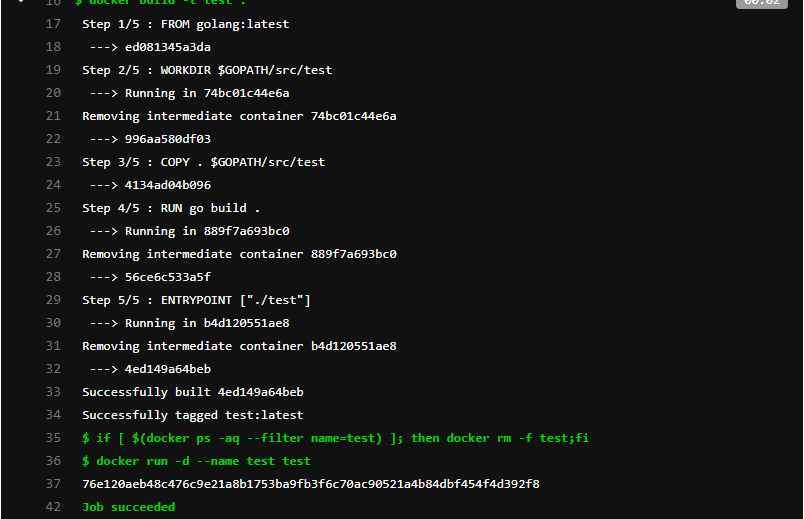 16 $ docker build -t test .
00:02
17 Step 1/5 : FROM golang:latest
18 ---> ed081345a3da
19 Step 2/5 : WORKDIR $GOPATH/src/test
20 ---> Running in 74bc01c44e6a
21 Removing intermediate container 74bc01c44e6a
22 ---> 996aa580df03
23 Step 3/5 : COPY . $GOPATH/src/test
24 ---> 4134ad04b096
25 Step 4/5 : RUN go build .
26 ---> Running in 889f7a693bc0
27 Removing intermediate container 889f7a693bc0
28 ---> 56ce6c533a5f
29 Step 5/5 : ENTRYPOINT ["./test"]
30 ---> Running in b4d120551ae8
31 Removing intermediate container b4d120551ae8
32 ---> 4ed149a64beb
33 Successfully built 4ed149a64beb
34 Successfully tagged test:latest
35 $ if [ $(docker ps -aq --filter name=test) ]; then docker rm -f test;fi
36 $ docker run -d --name test test
37 76e120aeb48c476c9e21a8b1753ba9fb3f6c70ac90521a4b84dbf454f4d392f8
42 Job succeeded